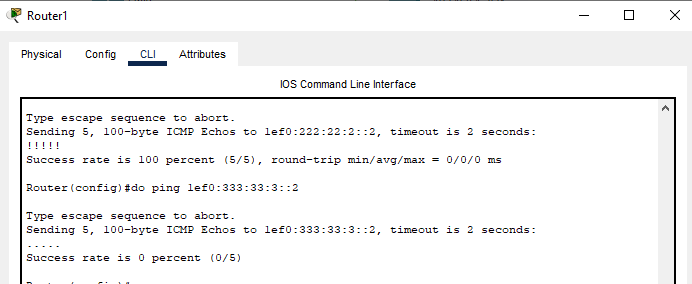 Router1
Physical Config CLI Attributes
IOS Command Line Interface
Type escape sequence to abort.
Sending 5, 100-byte ICMP Echos to 1ef0:222:22:2::2, timeout is 2 seconds:
!!!!!
Success rate is 100 percent (5/5), round-trip min/avg/max = 0/0/0 ms
Router(config)#do ping 1ef0:333:33:3::2
Type escape sequence to abort.
Sending 5, 100-byte ICMP Echos to 1ef0:333:33:3::2, timeout is 2 seconds:
.....
Success rate is 0 percent (0/5)